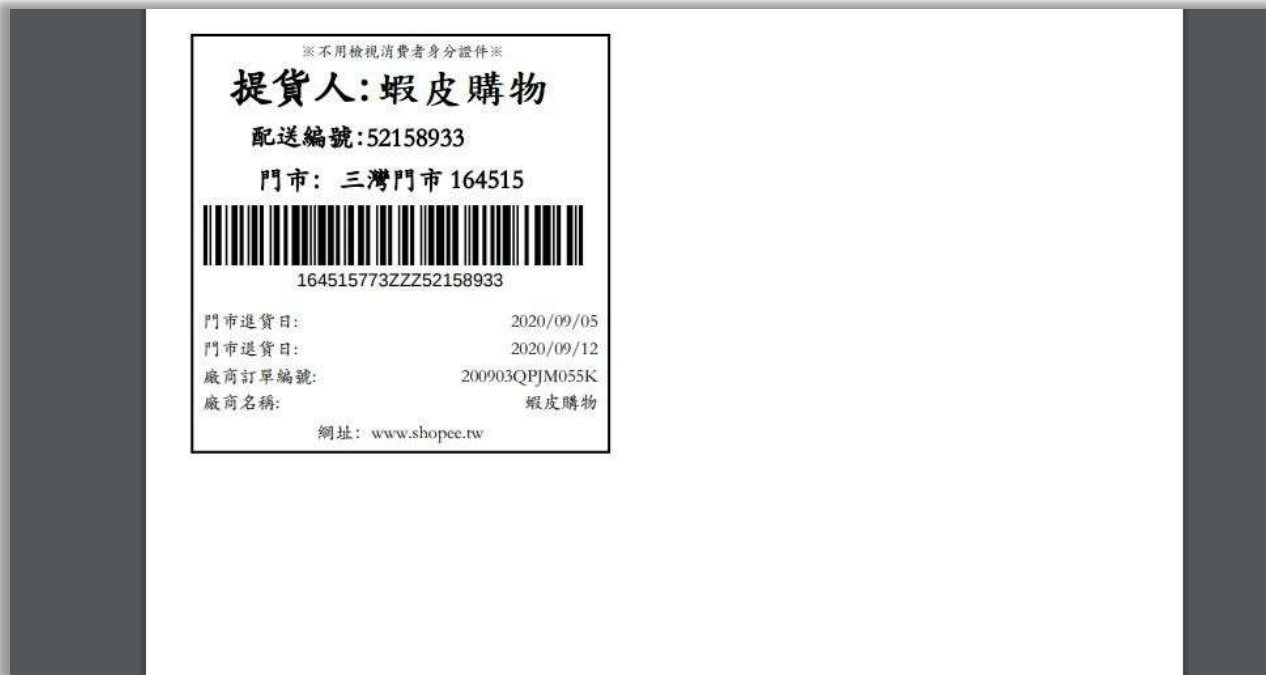 ※不用檢視消費者身分證件※
提貨人:蝦皮購物
配送編號:52158933
門市: 三灣門市 164515
164515773ZZZ52158933
門市進貨日: 2020/09/05
門市退貨日: 2020/09/12
廠商訂單編號: 200903QPJM055K
廠商名稱: 蝦皮購物
網址: www.shopee.tw